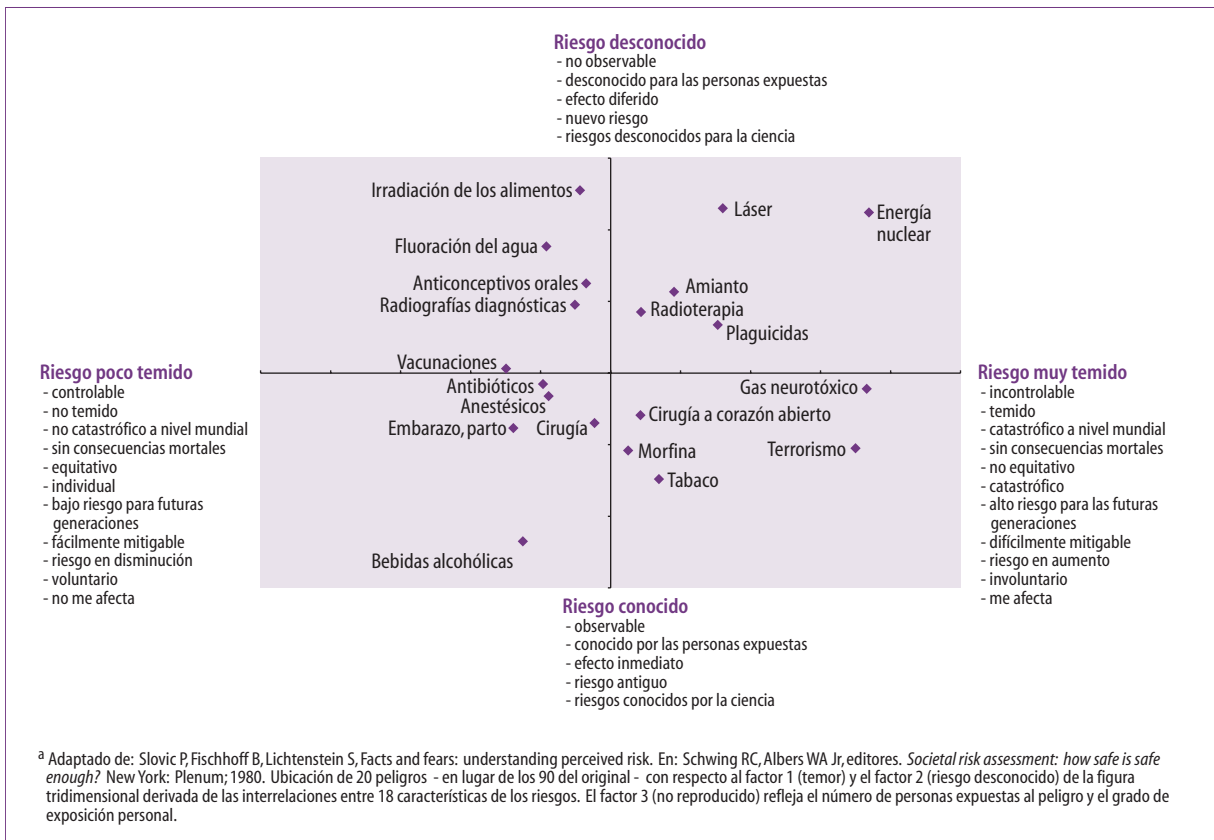 Riesgo desconocido
- no observable
- desconocido para las personas expuestas
- efecto diferido
- nuevo riesgo
- riesgos desconocidos para la ciencia
Irradiación de los alimentos
Láser
Energía
nuclear
Fluoración del agua
Anticonceptivos orales
Amianto
Radiografías diagnósticas
Radioterapia
Plaguicidas
Vacunaciones
Riesgo poco temido
- controlable
- no temido
- no catastrófico a nivel mundial
- sin consecuencias mortales
- equitativo
- individual
- bajo riesgo para futuras
generaciones
- fácilmente mitigable
- riesgo en disminución
- voluntario
- no me afecta
Antibióticos
Anestésicos
Embarazo, parto
Cirugía
Gas neurotóxico
Cirugía a corazón abierto
Morfina
Terrorismo
Tabaco
Bebidas alcohólicas
Riesgo muy temido
- incontrolable
- temido
- catastrófico a nivel mundial
- sin consecuencias mortales
- no equitativo
- catastrófico
- alto riesgo para las futuras
generaciones
- difícilmente mitigable
- riesgo en aumento
- involuntario
- me afecta
Riesgo conocido
- observable
- conocido por las personas expuestas
- efecto inmediato
- riesgo antiguo
- riesgos conocidos por la ciencia
a Adaptado de: Slovic P, Fischhoff B, Lichtenstein S, Facts and fears: understanding perceived risk. En: Schwing RC, Albers WA Jr, editores. Societal risk assessment: how safe is safe
enough? New York: Plenum; 1980. Ubicación de 20 peligros - en lugar de los 90 del original - con respecto al factor 1 (temor) y el factor 2 (riesgo desconocido) de la figura
tridimensional derivada de las interrelaciones entre 18 características de los riesgos. El factor 3 (no reproducido) refleja el número de personas expuestas al peligro y el grado de
exposición personal.